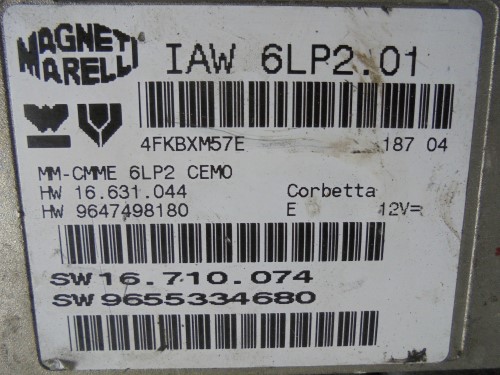 MAGNETI
MARELLI
IAW 6LP2.01
4FKBXM57E 187 04
MM-CMME 6LP2 CEMO
HW 16.631.044 Corbetta
HW 9647498180 E 12V=
SW 16.710.074
SW 9655334680